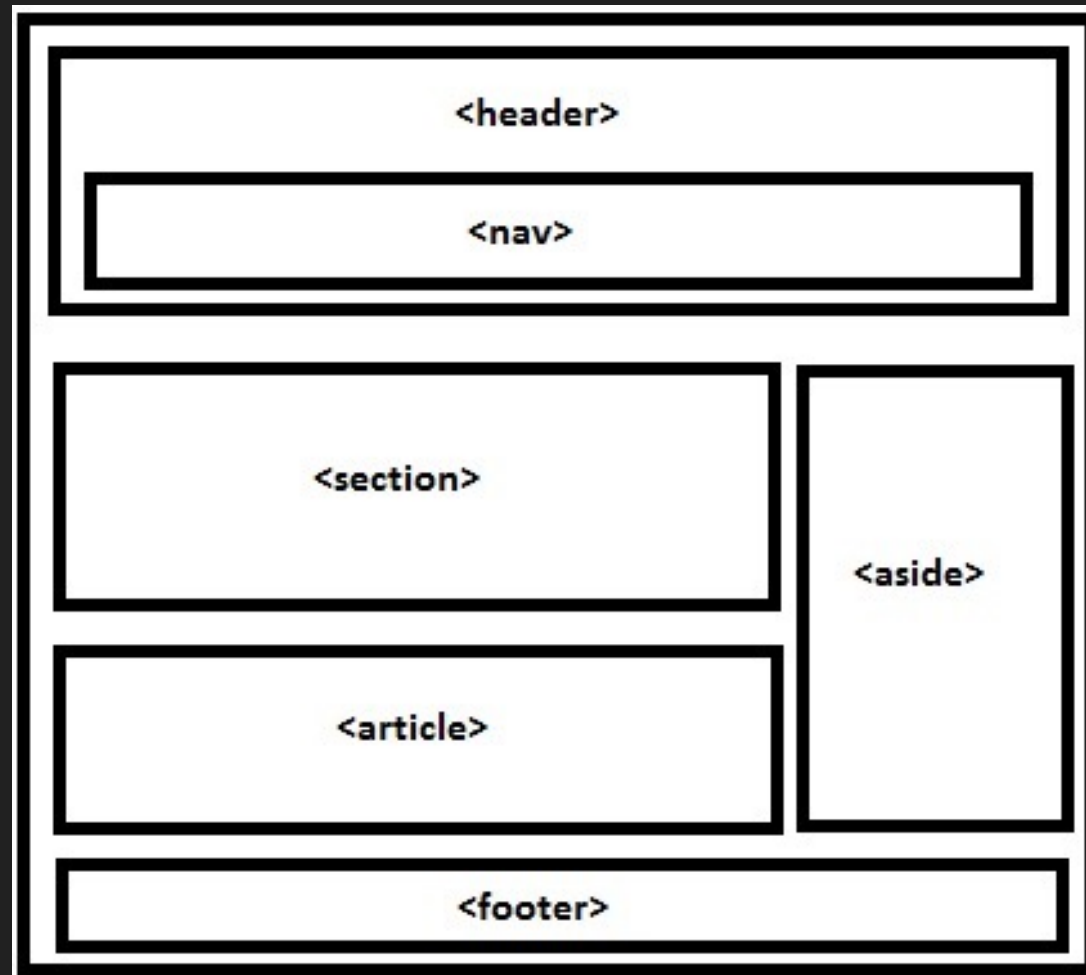 <header>
<nav>
<section>
<aside>
<article>
<footer>